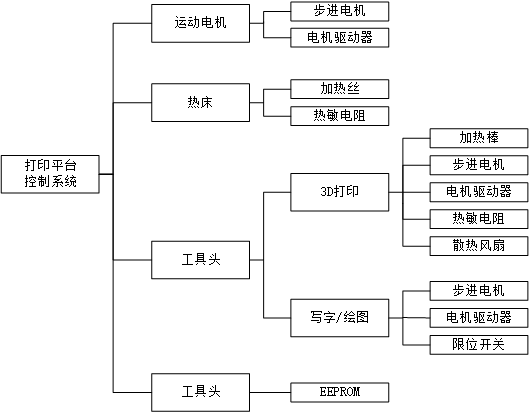 打印平台
控制系统
运动电机
步进电机
电机驱动器
热床
加热丝
热敏电阻
工具头
3D打印
加热棒
步进电机
电机驱动器
热敏电阻
散热风扇
写字/绘图
步进电机
电机驱动器
限位开关
工具头
EEPROM